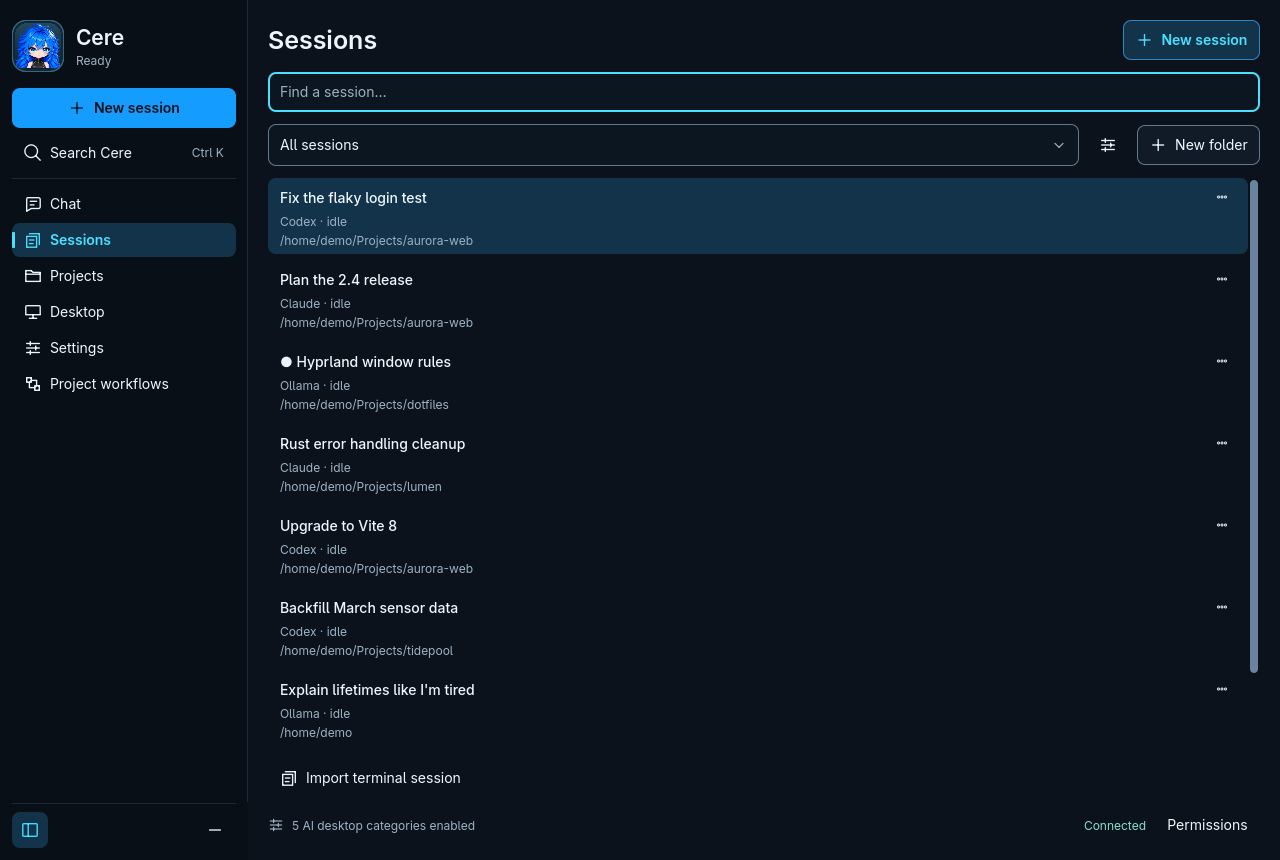 Cere
Ready
New session
Search Cere Ctrl K
Chat
Sessions
Projects
Desktop
Settings
Project workflows
Sessions
New session
Find a session...
All sessions
New folder
Fix the flaky login test
Codex · idle
/home/demo/Projects/aurora-web
Plan the 2.4 release
Claude · idle
/home/demo/Projects/aurora-web
● Hyprland window rules
Ollama · idle
/home/demo/Projects/dotfiles
Rust error handling cleanup
Claude · idle
/home/demo/Projects/lumen
Upgrade to Vite 8
Codex · idle
/home/demo/Projects/aurora-web
Backfill March sensor data
Codex · idle
/home/demo/Projects/tidepool
Explain lifetimes like I'm tired
Ollama · idle
/home/demo
Import terminal session
5 AI desktop categories enabled
Connected
Permissions